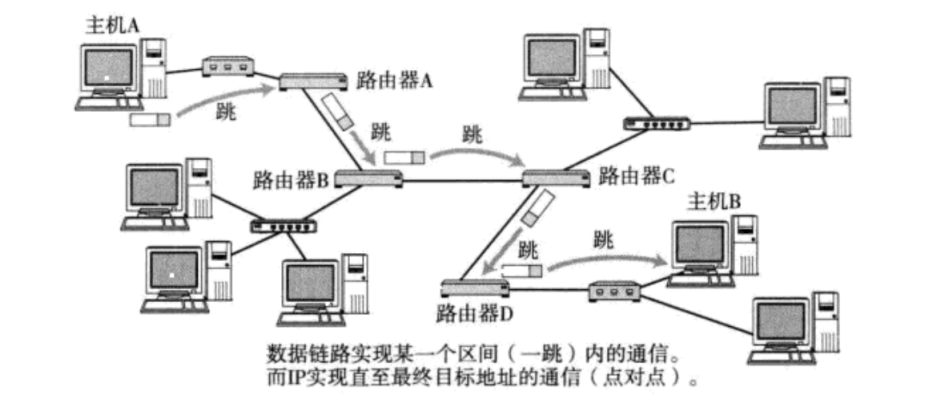 主机A
路由器A
跳
跳
跳
路由器B
路由器C
主机B
跳
跳
路由器D
数据链路实现某一个区间（一跳）内的通信。
而IP实现直至最终目标地址的通信（点对点）。